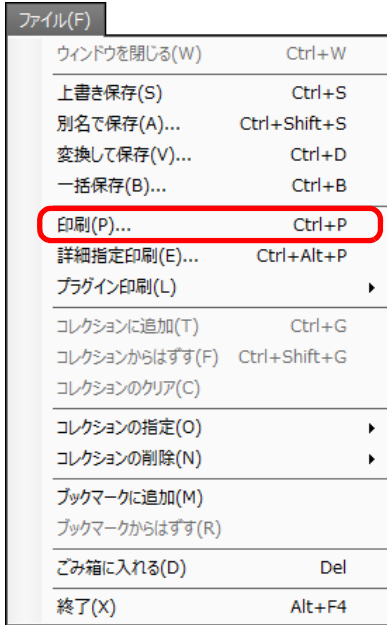 ファイル(F)
ウィンドウを閉じる(W) Ctrl+W
上書き保存(S) Ctrl+S
別名で保存(A)... Ctrl+Shift+S
変換して保存(V)... Ctrl+D
一括保存(B)... Ctrl+B
印刷(P)... Ctrl+P
詳細指定印刷(E)... Ctrl+Alt+P
プラグイン印刷(L)
コレクションに追加(T) Ctrl+G
コレクションからはずす(F) Ctrl+Shift+G
コレクションのクリア(C)
コレクションの指定(O)
コレクションの削除(N)
ブックマークに追加(M)
ブックマークからはずす(R)
ごみ箱に入れる(D) Del
終了(X) Alt+F4